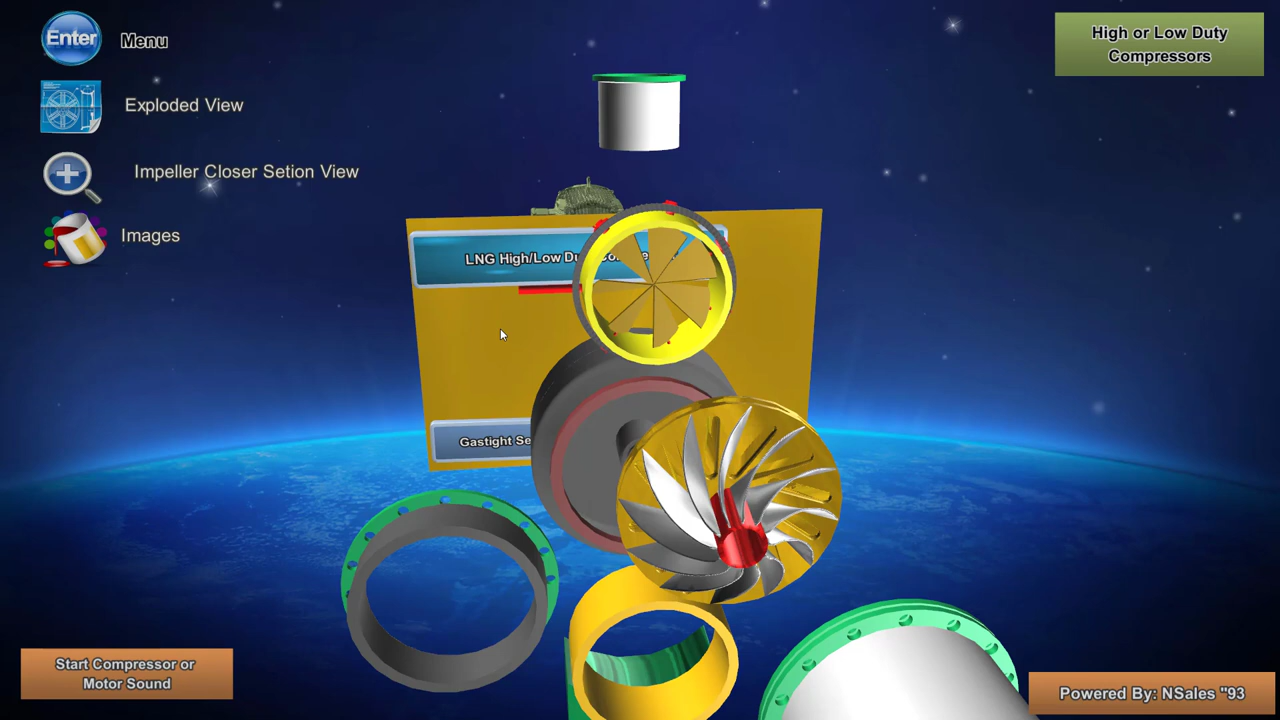 Enter
Menu
Exploded View
Impeller Closer Setion View
Images
High or Low Duty
Compressors
LNG High/Low Du
Gastight Se
Start Compressor or
Motor Sound
Powered By: NSales "93